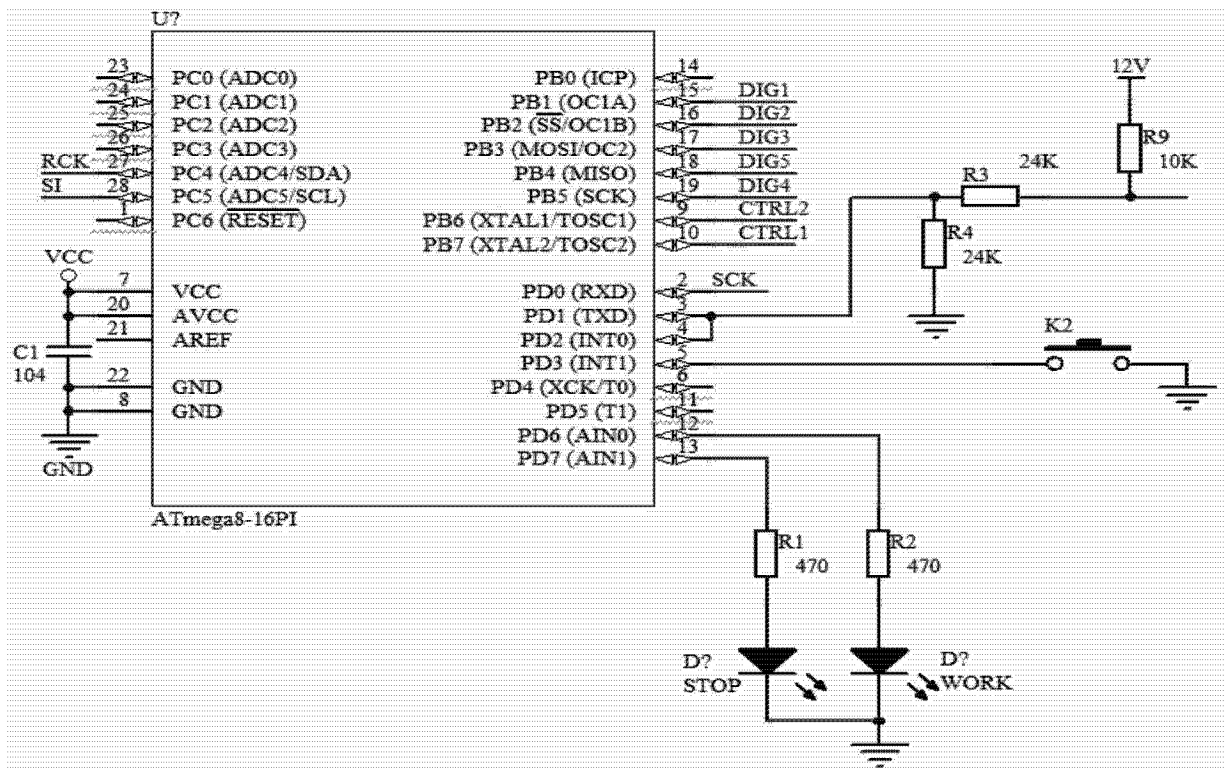 U?
23 PC0 (ADC0)
24 PC1 (ADC1)
25 PC2 (ADC2)
26 PC3 (ADC3)
RCK 27 PC4 (ADC4/SDA)
SI 28 PC5 (ADC5/SCL)
1 PC6 (RESET)
VCC
7 VCC
20 AVCC
21 AREF
C1
104
22 GND
8 GND
GND
PB0 (ICP) 14
PB1 (OC1A) 15 DIG1
PB2 (SS/OC1B) 16 DIG2
PB3 (MOSI/OC2) 17 DIG3
PB4 (MISO) 18 DIG5
PB5 (SCK) 19 DIG4
PB6 (XTAL1/TOSC1) 9 CTRL2
PB7 (XTAL2/TOSC2) 10 CTRL1
PD0 (RXD) 2 SCK
PD1 (TXD) 3
PD2 (INT0) 4
PD3 (INT1) 5
PD4 (XCK/T0) 6
PD5 (T1) 11
PD6 (AIN0) 12
PD7 (AIN1) 13
ATmega8-16PI
12V
R9
10K
R3
24K
R4
24K
K2
R1
470
R2
470
D?
STOP
D?
WORK